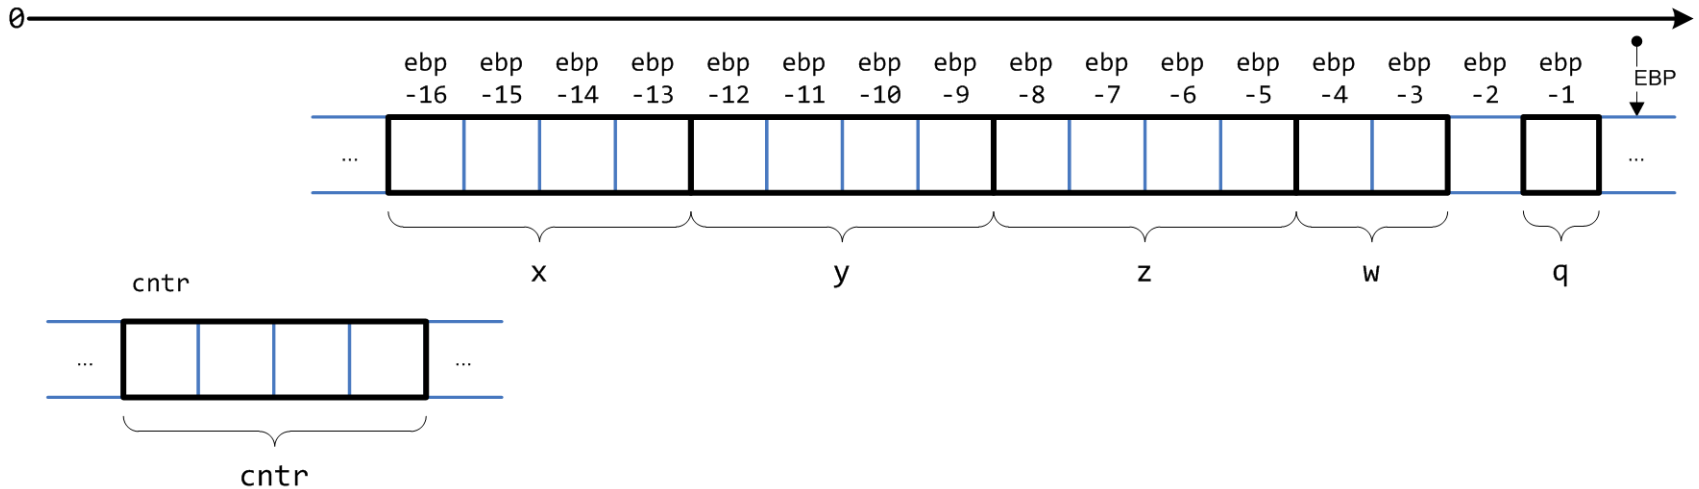 0
ebp ebp ebp ebp ebp ebp ebp ebp ebp ebp ebp ebp ebp ebp ebp ebp
-16 -15 -14 -13 -12 -11 -10 -9 -8 -7 -6 -5 -4 -3 -2 -1
EBP
... ...
x y z w q
cntr
... ...
cntr